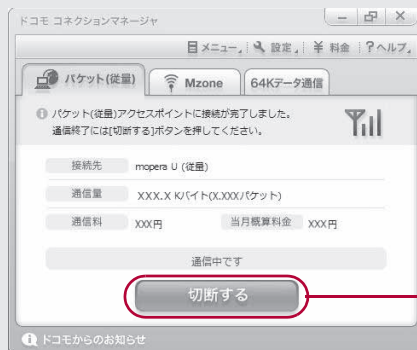 ドコモ コネクションマネージャ
メニュー 設定 料金 ヘルプ
パケット(従量) Mzone 64Kデータ通信
パケット(従量)アクセスポイントに接続が完了しました。
通信終了には[切断する]ボタンを押してください。
接続先 mopera U (従量)
通信量 XXX.X Kバイト(X,XXXパケット)
通信料 XXX円 当月概算料金 XXX円
通信中です
切断する
ドコモからのお知らせ